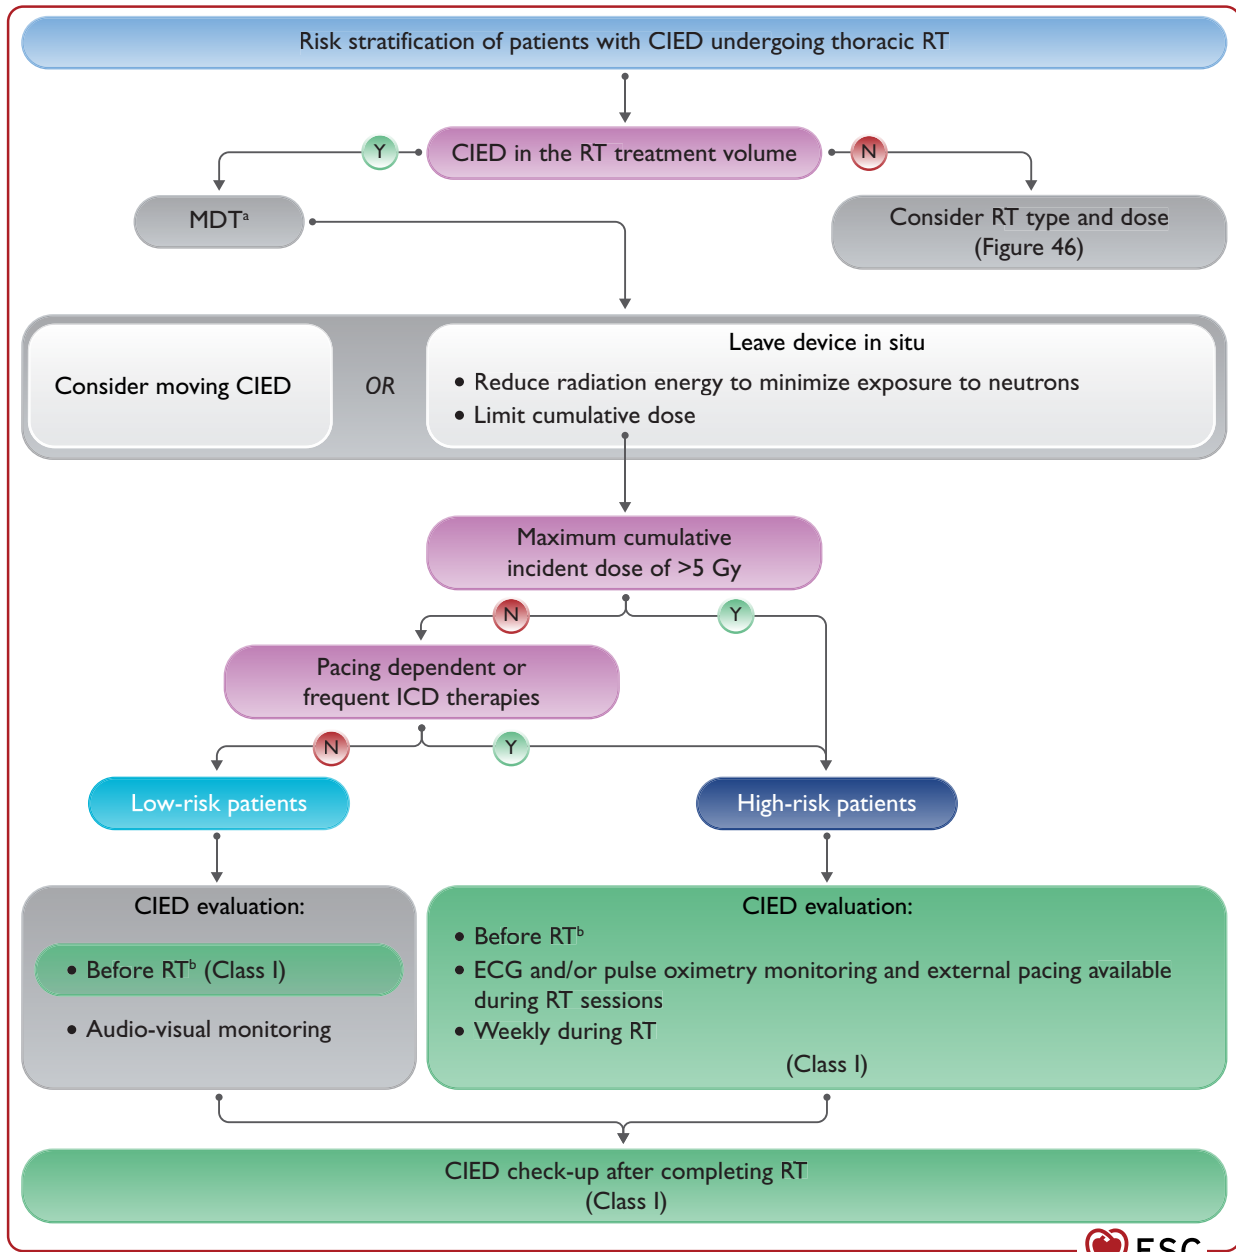 Risk stratification of patients with CIED undergoing thoracic RT
Y
CIED in the RT treatment volume
N
MDTᵃ
Consider RT type and dose
(Figure 46)
Consider moving CIED
OR
Leave device in situ
• Reduce radiation energy to minimize exposure to neutrons
• Limit cumulative dose
Maximum cumulative
incident dose of >5 Gy
N
Y
Pacing dependent or
frequent ICD therapies
N
Y
Low-risk patients
High-risk patients
CIED evaluation:
• Before RTᵇ (Class I)
• Audio-visual monitoring
CIED evaluation:
• Before RTᵇ
• ECG and/or pulse oximetry monitoring and external pacing available
during RT sessions
• Weekly during RT
(Class I)
CIED check-up after completing RT
(Class I)
ESC